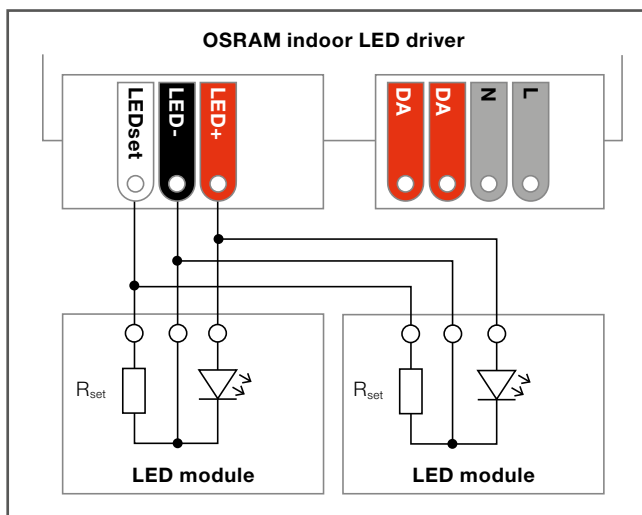 OSRAM indoor LED driver
LEDset
LED-
LED+
DA
DA
N
L
Rset
LED module
Rset
LED module